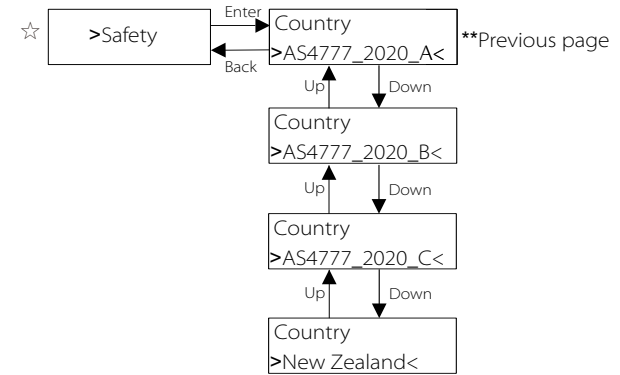 Enter
☆ >Safety
Back
Country
>AS4777_2020_A<
**Previous page
Up
Down
Country
>AS4777_2020_B<
Up
Down
Country
>AS4777_2020_C<
Up
Down
Country
>New Zealand<